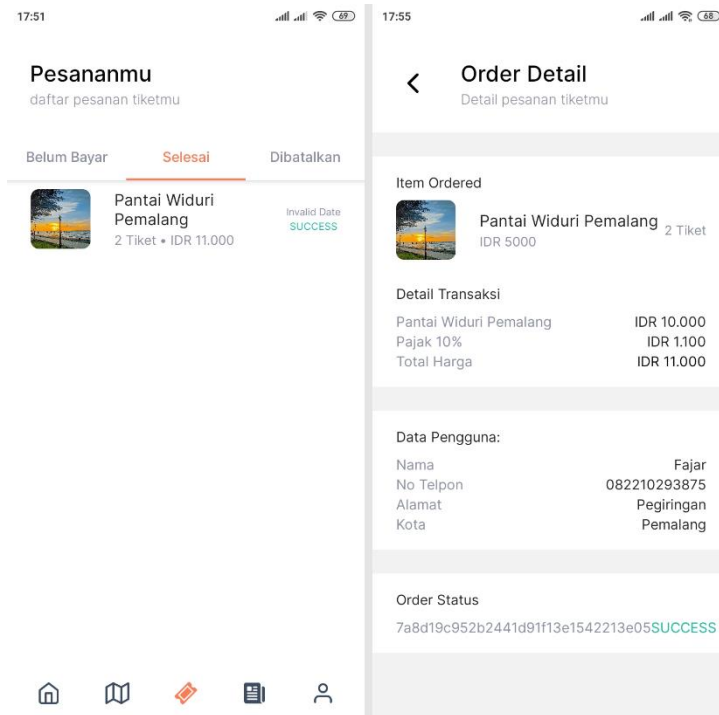 17:51
69
Pesananmu
daftar pesanan tiketmu
Belum Bayar
Selesai
Dibatalkan
Pantai Widuri
Pemalang
2 Tiket • IDR 11.000
Invalid Date
SUCCESS
17:55
68
Order Detail
Detail pesanan tiketmu
Item Ordered
Pantai Widuri Pemalang
IDR 5000
2 Tiket
Detail Transaksi
Pantai Widuri Pemalang IDR 10.000
Pajak 10% IDR 1.100
Total Harga IDR 11.000
Data Pengguna:
Nama Fajar
No Telpon 082210293875
Alamat Pegiringan
Kota Pemalang
Order Status
7a8d19c952b2441d91f13e1542213e05SUCCESS